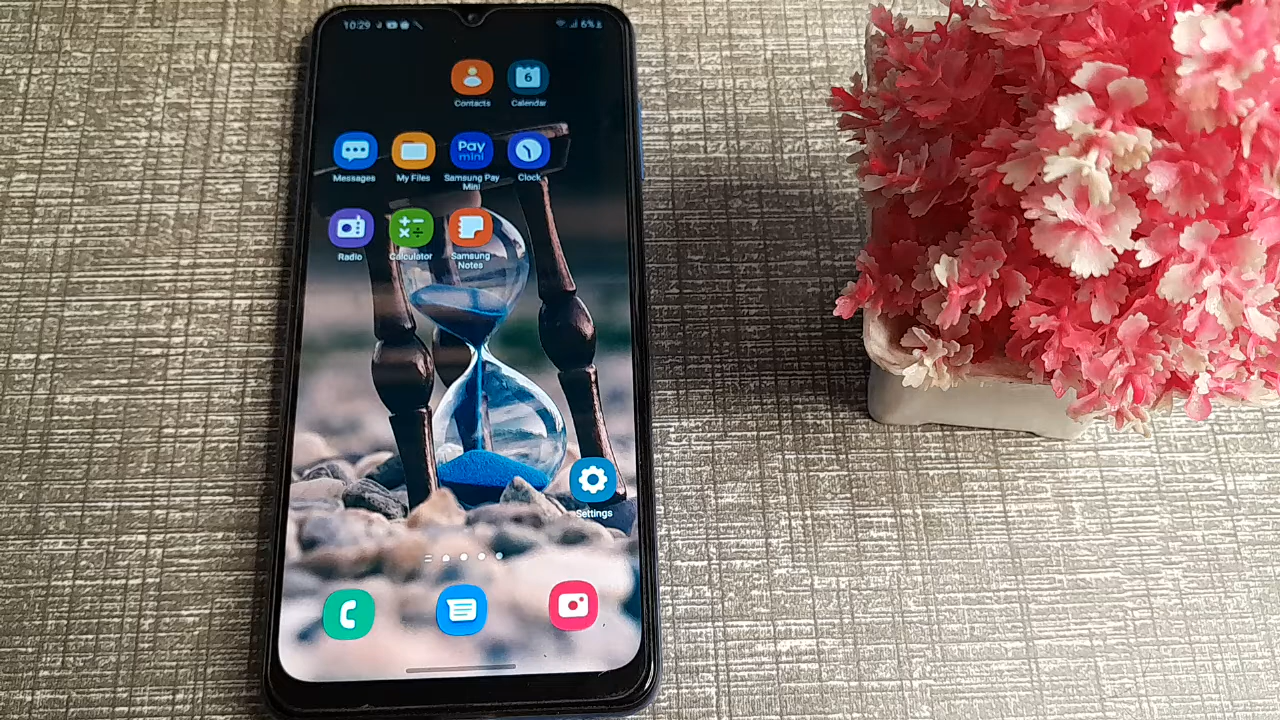 10:29
6%
6
Contacts
Calendar
Pay
mini
Messages
My Files
Samsung Pay
Mini
Clock
Radio
Calculator
Samsung
Notes
Settings